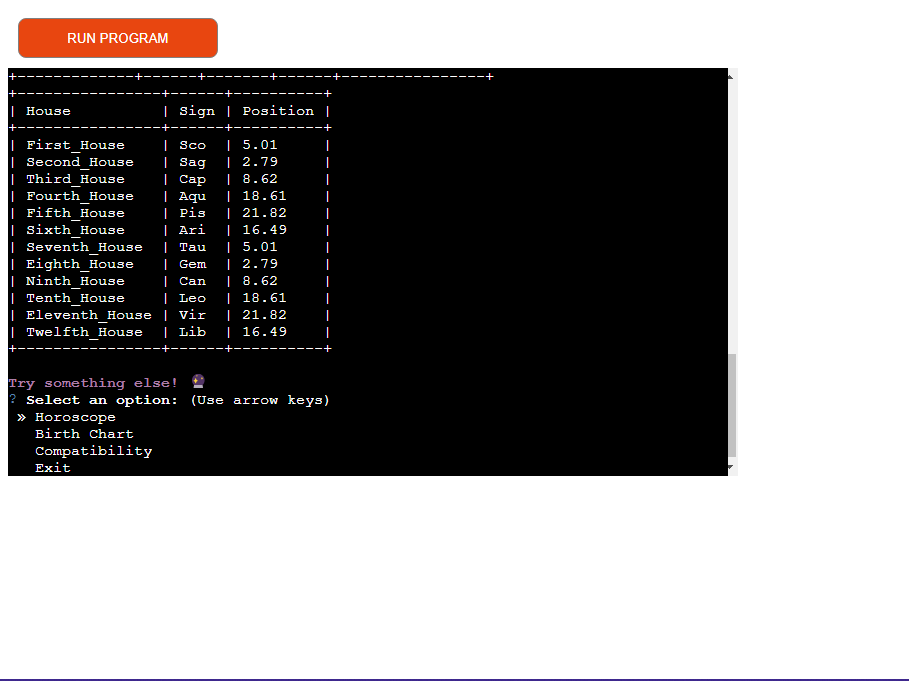 RUN PROGRAM
+-------------+------+-------+------+----------------+
+----------------+------+----------+
| House          | Sign | Position |
+----------------+------+----------+
| First_House    | Sco  | 5.01     |
| Second_House   | Sag  | 2.79     |
| Third_House    | Cap  | 8.62     |
| Fourth_House   | Aqu  | 18.61    |
| Fifth_House    | Pis  | 21.82    |
| Sixth_House    | Ari  | 16.49    |
| Seventh_House  | Tau  | 5.01     |
| Eighth_House   | Gem  | 2.79     |
| Ninth_House    | Can  | 8.62     |
| Tenth_House    | Leo  | 18.61    |
| Eleventh_House | Vir  | 21.82    |
| Twelfth_House  | Lib  | 16.49    |
+----------------+------+----------+
Try something else! 🔮
? Select an option: (Use arrow keys)
» Horoscope
Birth Chart
Compatibility
Exit